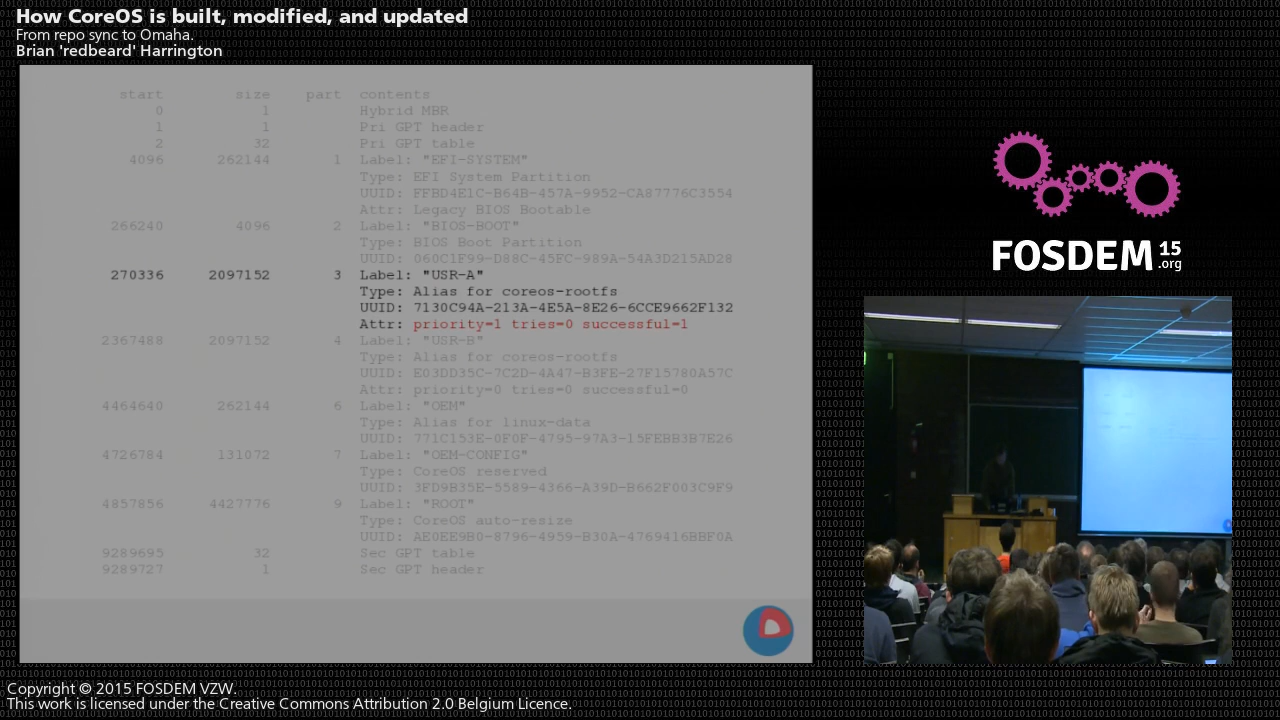 How CoreOS is built, modified, and updated
From repo sync to Omaha.
Brian 'redbeard' Harrington
start size part contents
0 1 Hybrid MBR
1 1 Pri GPT header
2 32 Pri GPT table
4096 262144 1 Label: "EFI-SYSTEM"
Type: EFI System Partition
UUID: FFBD4E1C-B64B-457A-9952-CA87776C3554
Attr: Legacy BIOS Bootable
266240 4096 2 Label: "BIOS-BOOT"
Type: BIOS Boot Partition
UUID: 060C1F99-D88C-45FC-989A-54A3D215AD28
270336 2097152 3 Label: "USR-A"
Type: Alias for coreos-rootfs
UUID: 7130C94A-213A-4E5A-8E26-6CCE9662F132
Attr: priority=1 tries=0 successful=1
2367488 2097152 4 Label: "USR-B"
Type: Alias for coreos-rootfs
UUID: E03DD35C-7C2D-4A47-B3FE-27F15780A57C
Attr: priority=0 tries=0 successful=0
4464640 262144 6 Label: "OEM"
Type: Alias for linux-data
UUID: 771C153E-0F0F-4795-97A3-15FEBB3B7E26
4726784 131072 7 Label: "OEM-CONFIG"
Type: CoreOS reserved
UUID: 3FD9B35E-5589-4366-A39D-B662F003C9F9
4857856 4427776 9 Label: "ROOT"
Type: CoreOS auto-resize
UUID: AE0EE9B0-8796-4959-B30A-4769416BBF0A
9289695 32 Sec GPT table
9289727 1 Sec GPT header
FOSDEM 15
.org
Copyright © 2015 FOSDEM VZW.
This work is licensed under the Creative Commons Attribution 2.0 Belgium Licence.